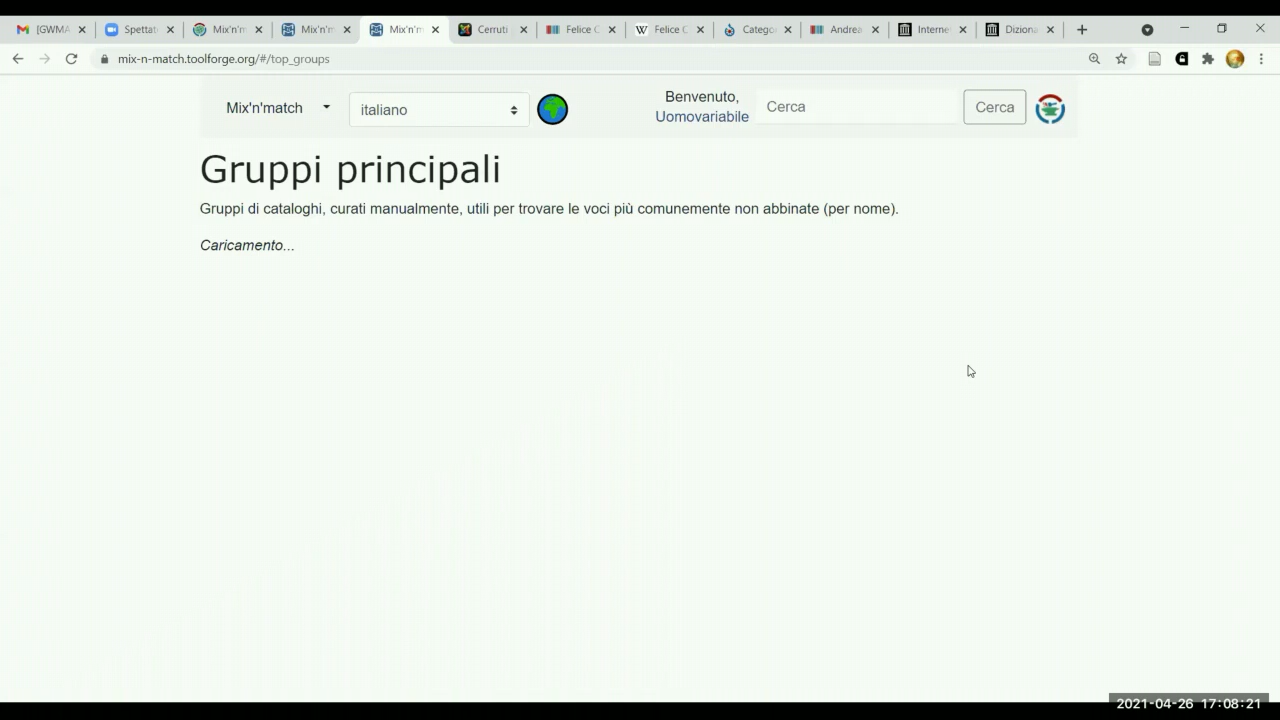 [GWMA
Spettat
Mix'n'm
Mix'n'm
Mix'n'm
Cerruti
Felice C
Felice C
Catego
Andrea
Interne
Diziona
mix-n-match.toolforge.org/#/top_groups
Mix'n'match
italiano
Benvenuto,
Uomovariabile
Cerca
Cerca
Gruppi principali
Gruppi di cataloghi, curati manualmente, utili per trovare le voci più comunemente non abbinate (per nome).
Caricamento...
2021-04-26 17:08:21